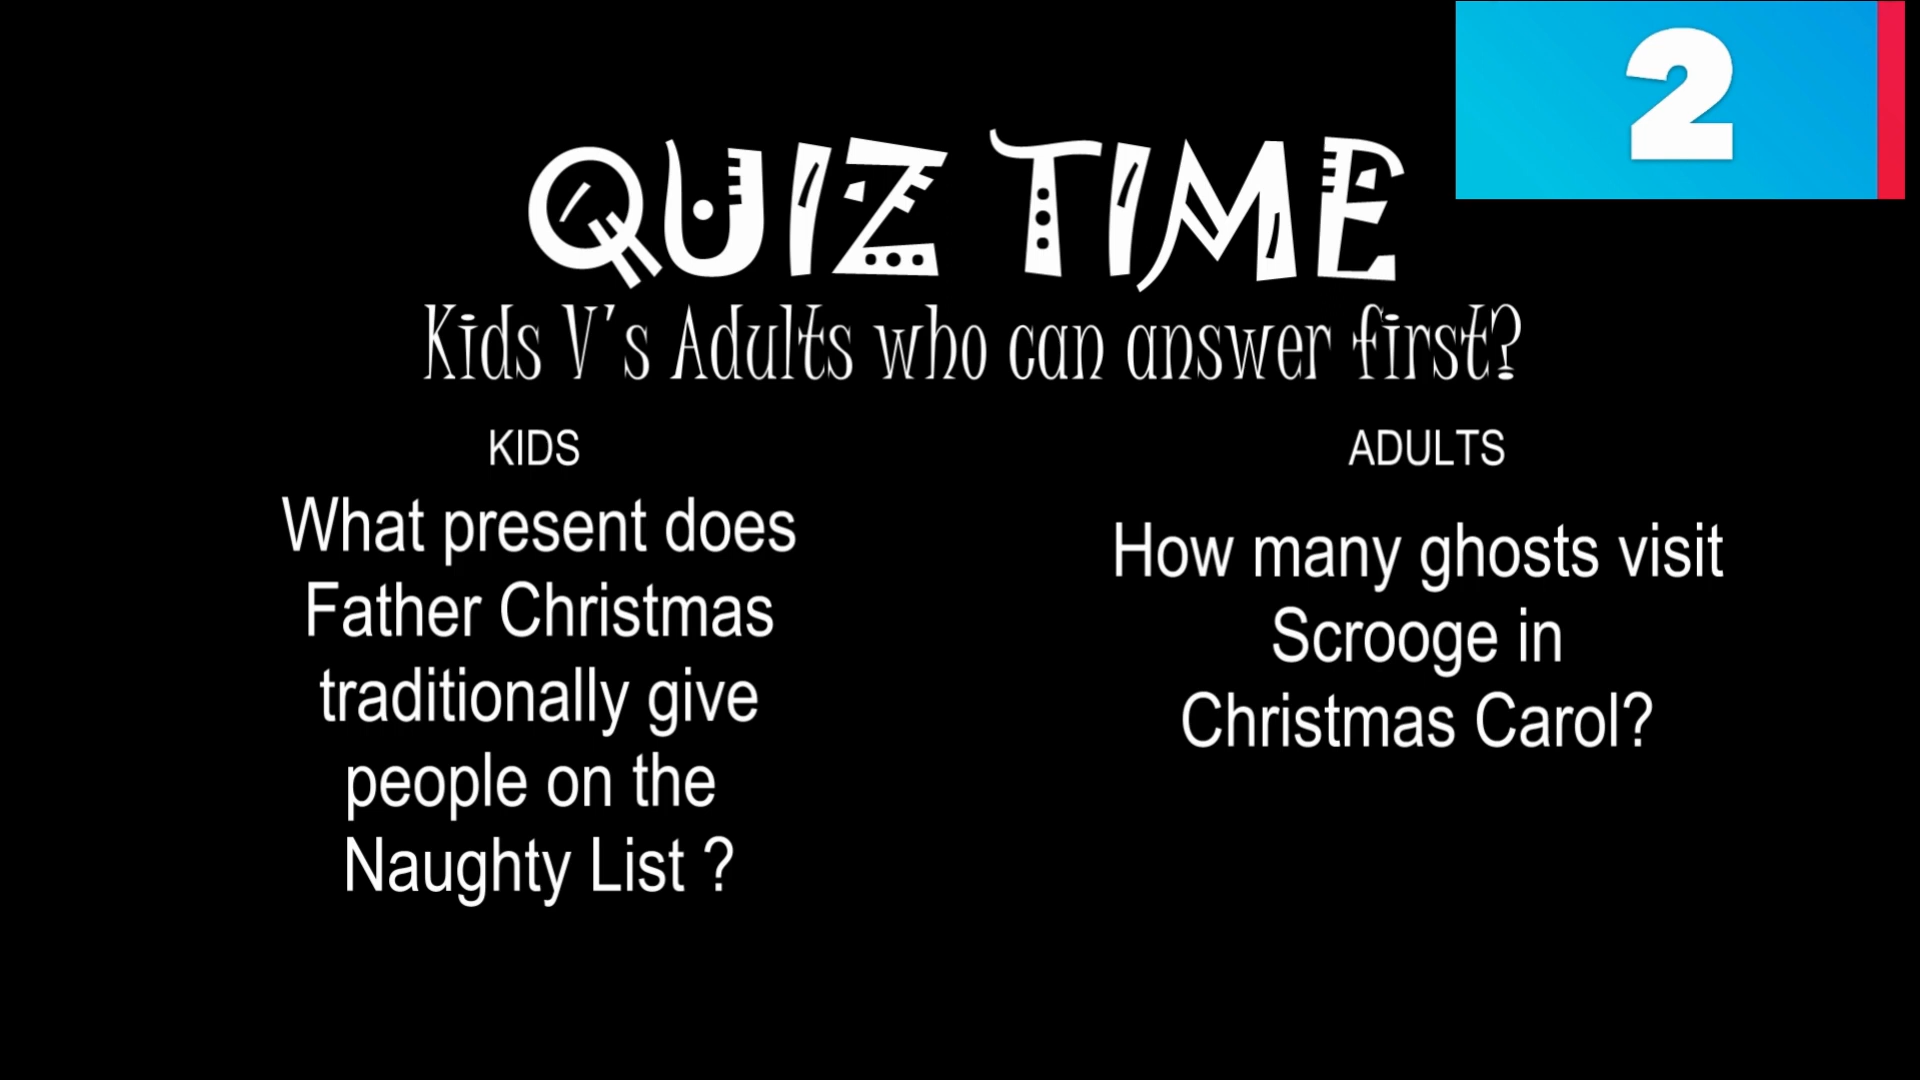 2
QUIZ TIME
Kids V's Adults who can answer first?
KIDS
What present does
Father Christmas
traditionally give
people on the
Naughty List ?
ADULTS
How many ghosts visit
Scrooge in
Christmas Carol?